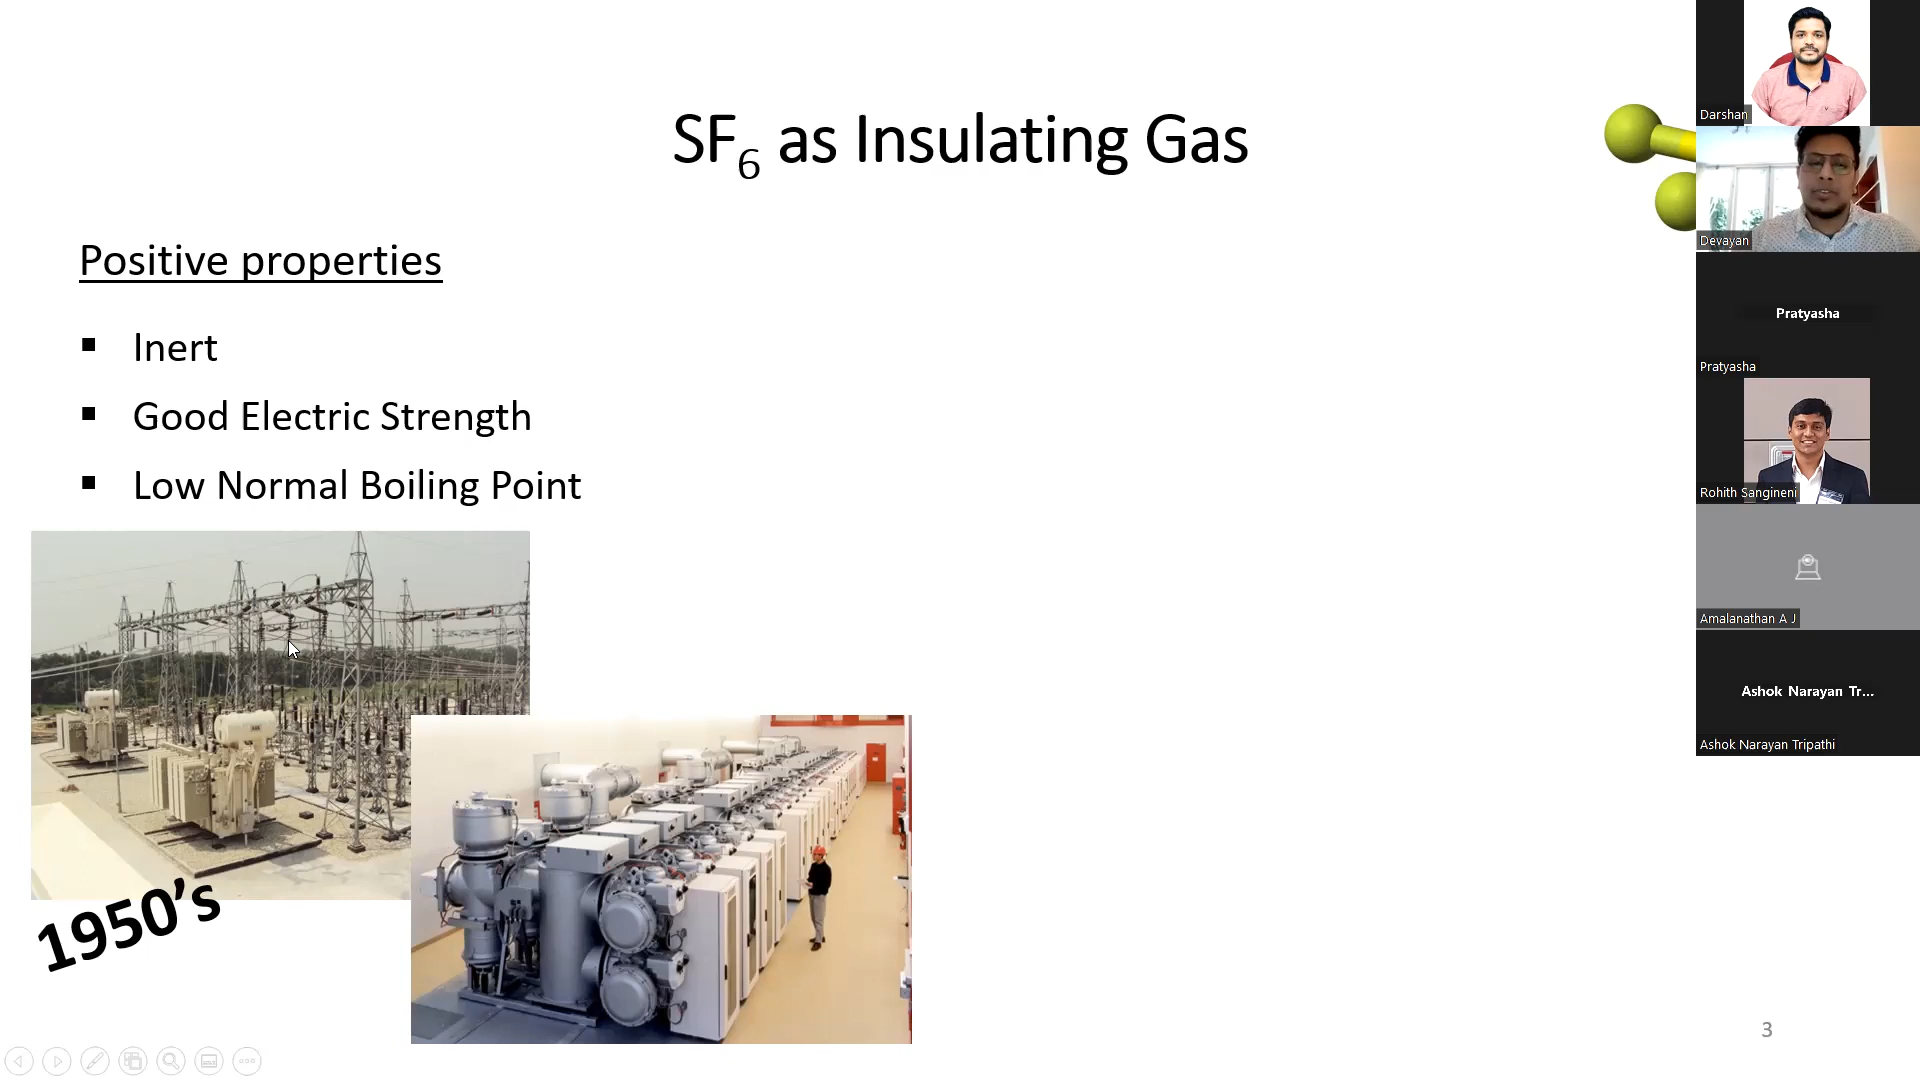 SF6 as Insulating Gas
Positive properties
▪ Inert
▪ Good Electric Strength
▪ Low Normal Boiling Point
1950's
3
Darshan
Devayan
Pratyasha
Pratyasha
Rohith Sangineni
Amalanathan A J
Ashok Narayan Tr...
Ashok Narayan Tripathi